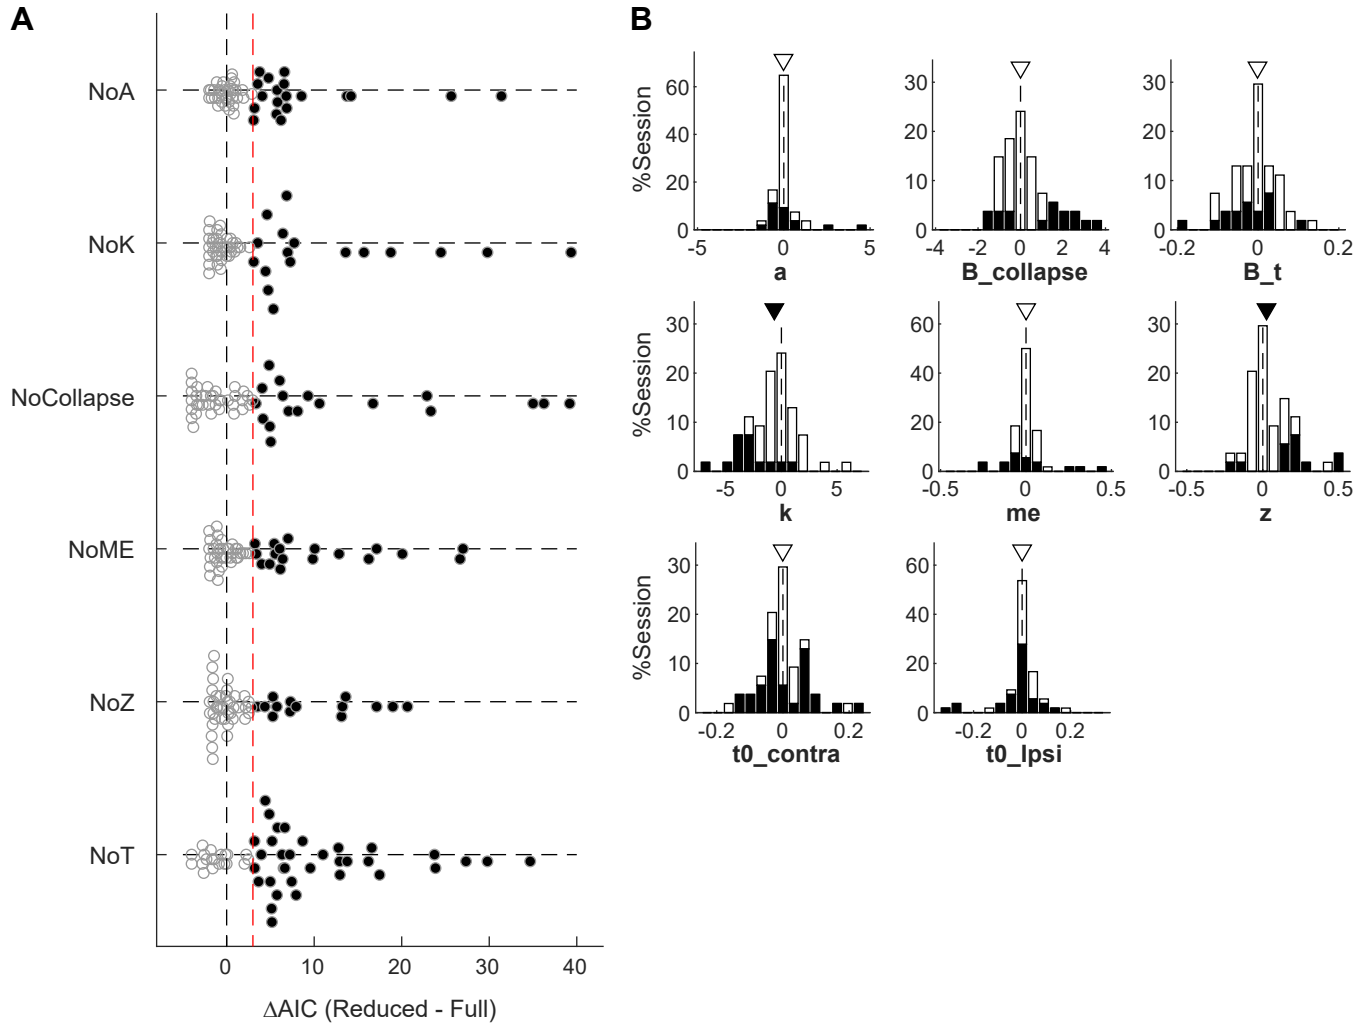 A
B
NoA
NoK
NoCollapse
NoME
NoZ
NoT
0 10 20 30 40
ΔAIC (Reduced - Full)
%Session
60
40
20
0
-5 0 5
a
30
20
10
0
-4 -2 0 2 4
B_collapse
30
20
10
0
-0.2 0 0.2
B_t
%Session
30
20
10
0
-5 0 5
k
60
40
20
0
-0.5 0 0.5
me
30
20
10
0
-0.5 0 0.5
z
%Session
30
20
10
0
-0.2 0 0.2
t0_contra
60
40
20
0
-0.2 0 0.2
t0_Ipsi